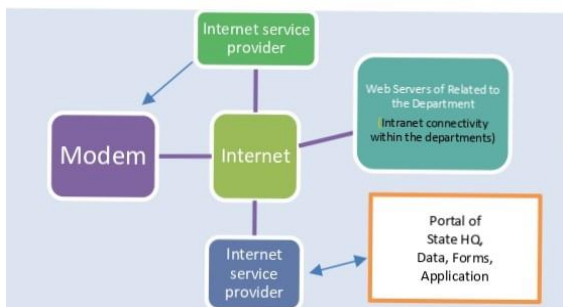 Internet service
provider
Web Servers of Related to
the Department
(Intranet connectivity
within the departments)
Modem
Internet
Internet
service
provider
Portal of
State HQ,
Data, Forms,
Application